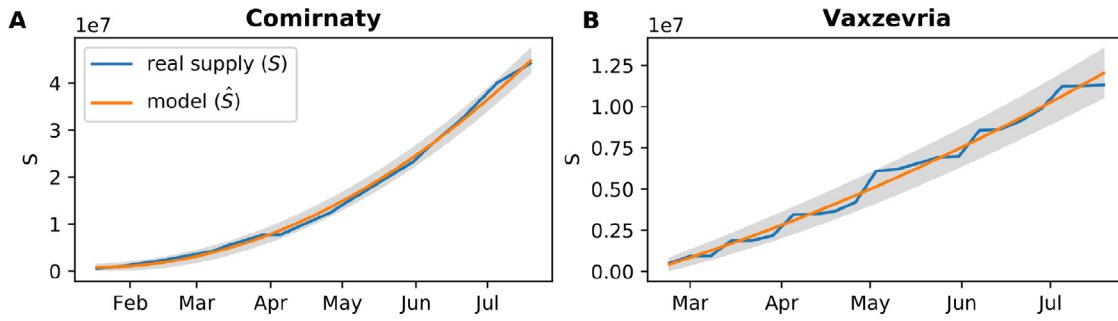 A
Comirnaty
1e7
real supply (S)
model (Ŝ)
S
4
3
2
1
0
Feb Mar Apr May Jun Jul
B
Vaxzevria
1e7
S
1.25
1.00
0.75
0.50
0.25
0.00
Mar Apr May Jun Jul